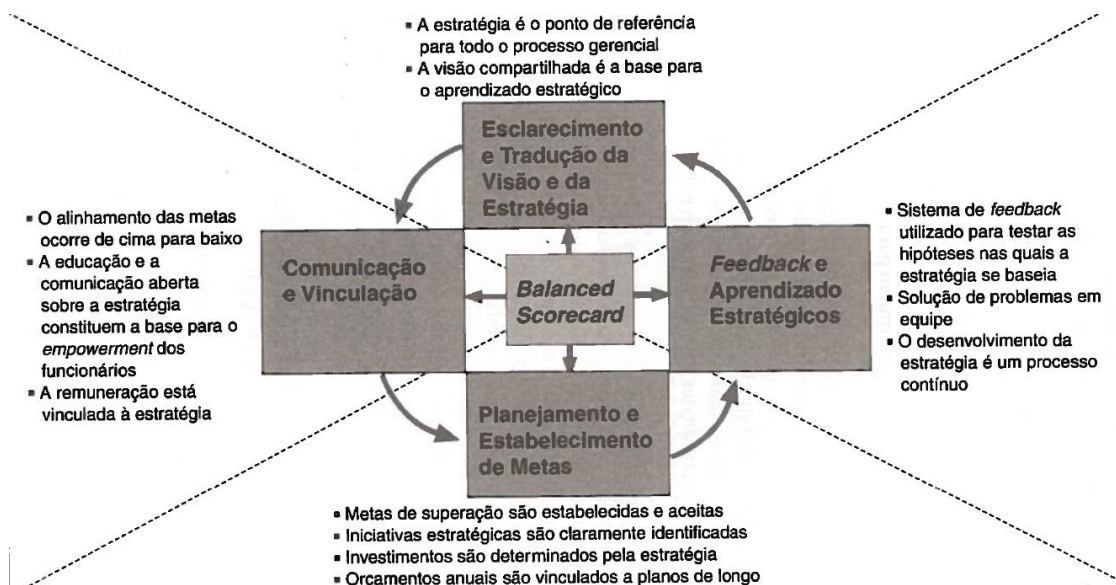 ▪ A estratégia é o ponto de referência
para todo o processo gerencial
▪ A visão compartilhada é a base para
o aprendizado estratégico
Esclarecimento
e Tradução da
Visão e da
Estratégia
▪ O alinhamento das metas
ocorre de cima para baixo
▪ A educação e a
comunicação aberta
sobre a estratégia
constituem a base para o
empowerment dos
funcionários
▪ A remuneração está
vinculada à estratégia
Comunicação
e Vinculação
Balanced
Scorecard
Feedback e
Aprendizado
Estratégicos
▪ Sistema de feedback
utilizado para testar as
hipóteses nas quais a
estratégia se baseia
▪ Solução de problemas em
equipe
▪ O desenvolvimento da
estratégia é um processo
contínuo
Planejamento e
Estabelecimento
de Metas
▪ Metas de superação são estabelecidas e aceitas
▪ Iniciativas estratégicas são claramente identificadas
▪ Investimentos são determinados pela estratégia
▪ Orçamentos anuais são vinculados a planos de longo